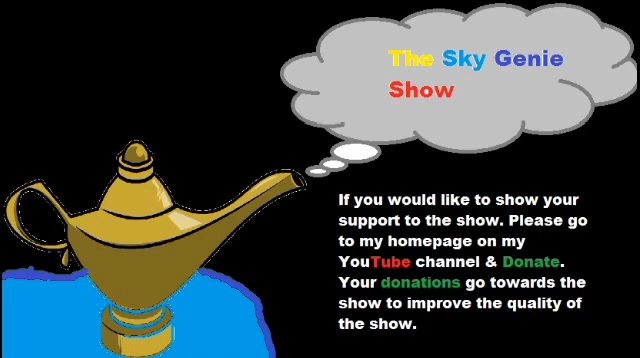 The Sky Genie
Show
If you would like to show your
support to the show. Please go
to my homepage on my
YouTube channel & Donate.
Your donations go towards the
show to improve the quality of
the show.